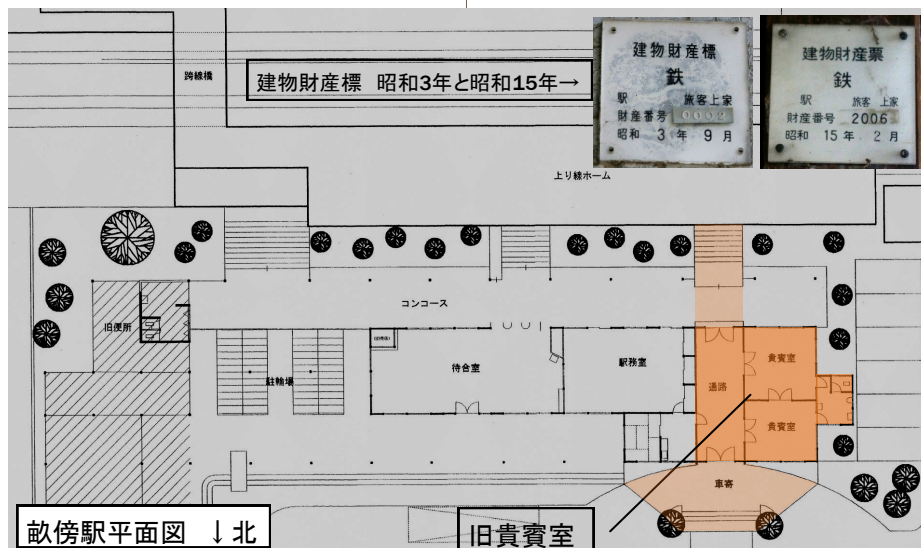 跨線橋
建物財産標 昭和3年と昭和15年→
建物財産標
鉄
駅 旅客上家
財産番号 0002
昭和 3 年 9 月
建物財産票
鉄
駅 旅客 上家
財産番号 2006
昭和 15 年 2 月
上り線ホーム
コンコース
旧便所
駐輪場
待合室
駅務室
通路
貴賓室
貴賓室
車寄
畝傍駅平面図 ↓北
旧貴賓室